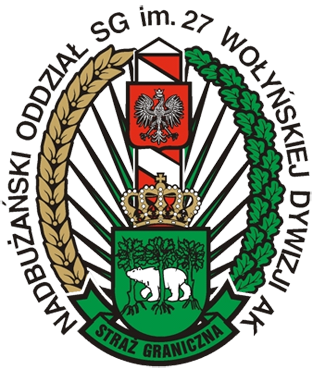 NADBUŻAŃSKI ODDZIAŁ SG im. 27 WOŁYŃSKIEJ DYWIZJI AK
STRAŻ GRANICZNA